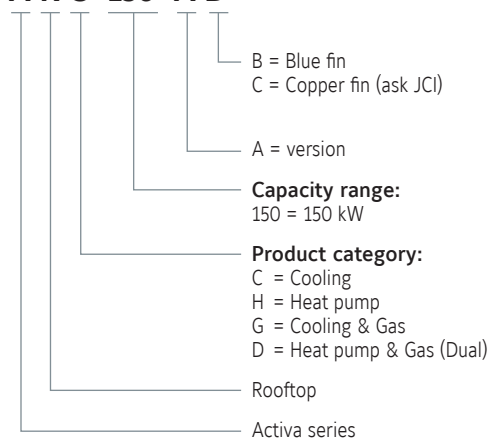 B = Blue fin
C = Copper fin (ask JCI)
A = version
Capacity range:
150 = 150 kW
Product category:
C = Cooling
H = Heat pump
G = Cooling & Gas
D = Heat pump & Gas (Dual)
Rooftop
Activa series